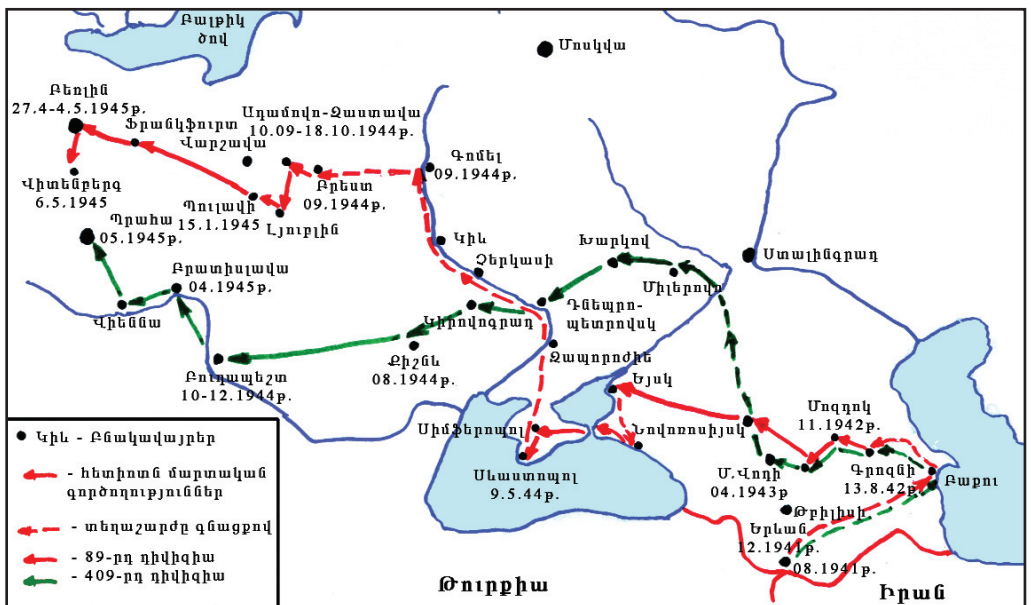 Բալթիկ
ծով
Մոսկվա
Բեռլին
27.4-4.5.1945թ.
Ֆրանկֆուրտ
Վարշավա
Ադամովո-Զաստավա
10.09-18.10.1944թ.
Գոմել
09.1944թ.
Բրեստ
09.1944թ.
Վիտենբերգ
6.5.1945
Պուլավի
15.1.1945
Լյուբլին
Պրահա
05.1945թ.
Կիև
Չերկասի
Խարկով
Միլերովո
Ստալինգրադ
Բրատիսլավա
04.1945թ.
Վիեննա
Կիրովոգրադ
Դնեպրո-
պետրովսկ
Զապորոժիե
Քիշնև
08.1944թ.
Բուդապեշտ
10-12.1944թ.
Եյսկ
Սիմֆերոպոլ
Նովոռոսիյսկ
Մոզդոկ
11.1942թ.
Սևաստոպոլ
9.5.44թ.
Մ.Վոդի
04.1943թ
Գրոզնի
13.8.42թ.
Բաքու
Թբիլիսի
Երևան
12.1941թ.
08.1941թ.
Թուրքիա
Իրան
Կիև - Բնակավայրեր
- հետիոտն մարտական
գործողություններ
- տեղաշարժը գնացքով
- 89-րդ դիվիզիա
- 409-րդ դիվիզիա